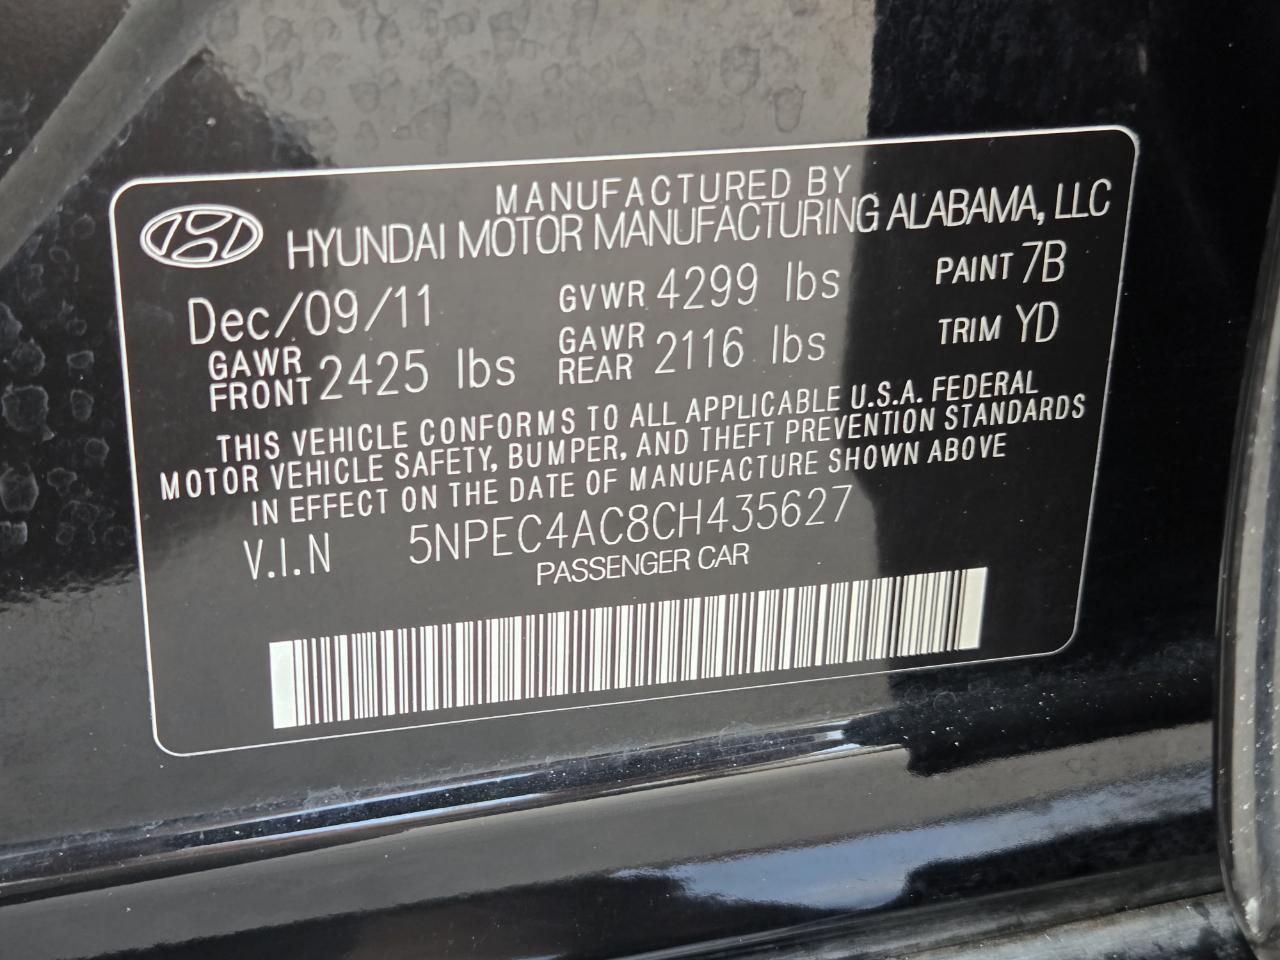 MANUFACTURED BY
HYUNDAI MOTOR MANUFACTURING ALABAMA, LLC
Dec/09/11 GVWR 4299 lbs PAINT 7B
GAWR FRONT 2425 lbs GAWR REAR 2116 lbs TRIM YD
THIS VEHICLE CONFORMS TO ALL APPLICABLE U.S.A. FEDERAL
MOTOR VEHICLE SAFETY, BUMPER, AND THEFT PREVENTION STANDARDS
IN EFFECT ON THE DATE OF MANUFACTURE SHOWN ABOVE
V.I.N 5NPEC4AC8CH435627
PASSENGER CAR